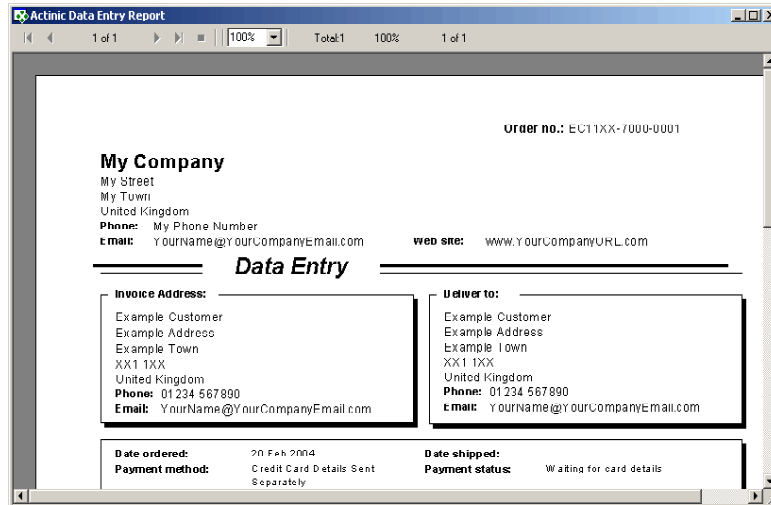 Actinic Data Entry Report
1 of 1 100% Total:1 100% 1 of 1
Order no.: EC11XX-7000-0001
My Company
My Street
My Town
United Kingdom
Phone: My Phone Number
Email: YourName@YourCompanyEmail.com Web site: www.YourCompanyURL.com
Data Entry
Invoice Address:
Example Customer
Example Address
Example Town
XX1 1XX
United Kingdom
Phone: 01234 567890
Email: YourName@YourCompanyEmail.com
Deliver to:
Example Customer
Example Address
Example Town
XX1 1XX
United Kingdom
Phone: 01234 567890
Email: YourName@YourCompanyEmail.com
Date ordered: 20 Feb 2004 Date shipped:
Payment method: Credit Card Details Sent Payment status: Waiting for card details
Separately